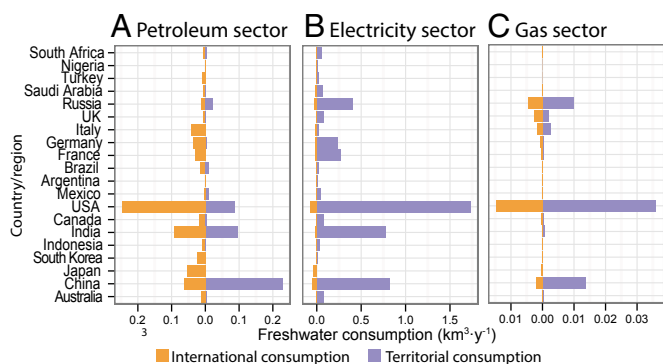 A Petroleum sector
B Electricity sector
C Gas sector
Country/region
South Africa
Nigeria
Turkey
Saudi Arabia
Russia
UK
Italy
Germany
France
Brazil
Argentina
Mexico
USA
Canada
India
Indonesia
South Korea
Japan
China
Australia
0.2 0.1 0.0 0.1 0.2
0.0 0.5 1.0 1.5
0.01 0.00 0.01 0.02 0.03
3
Freshwater consumption (km³·y⁻¹)
International consumption Territorial consumption